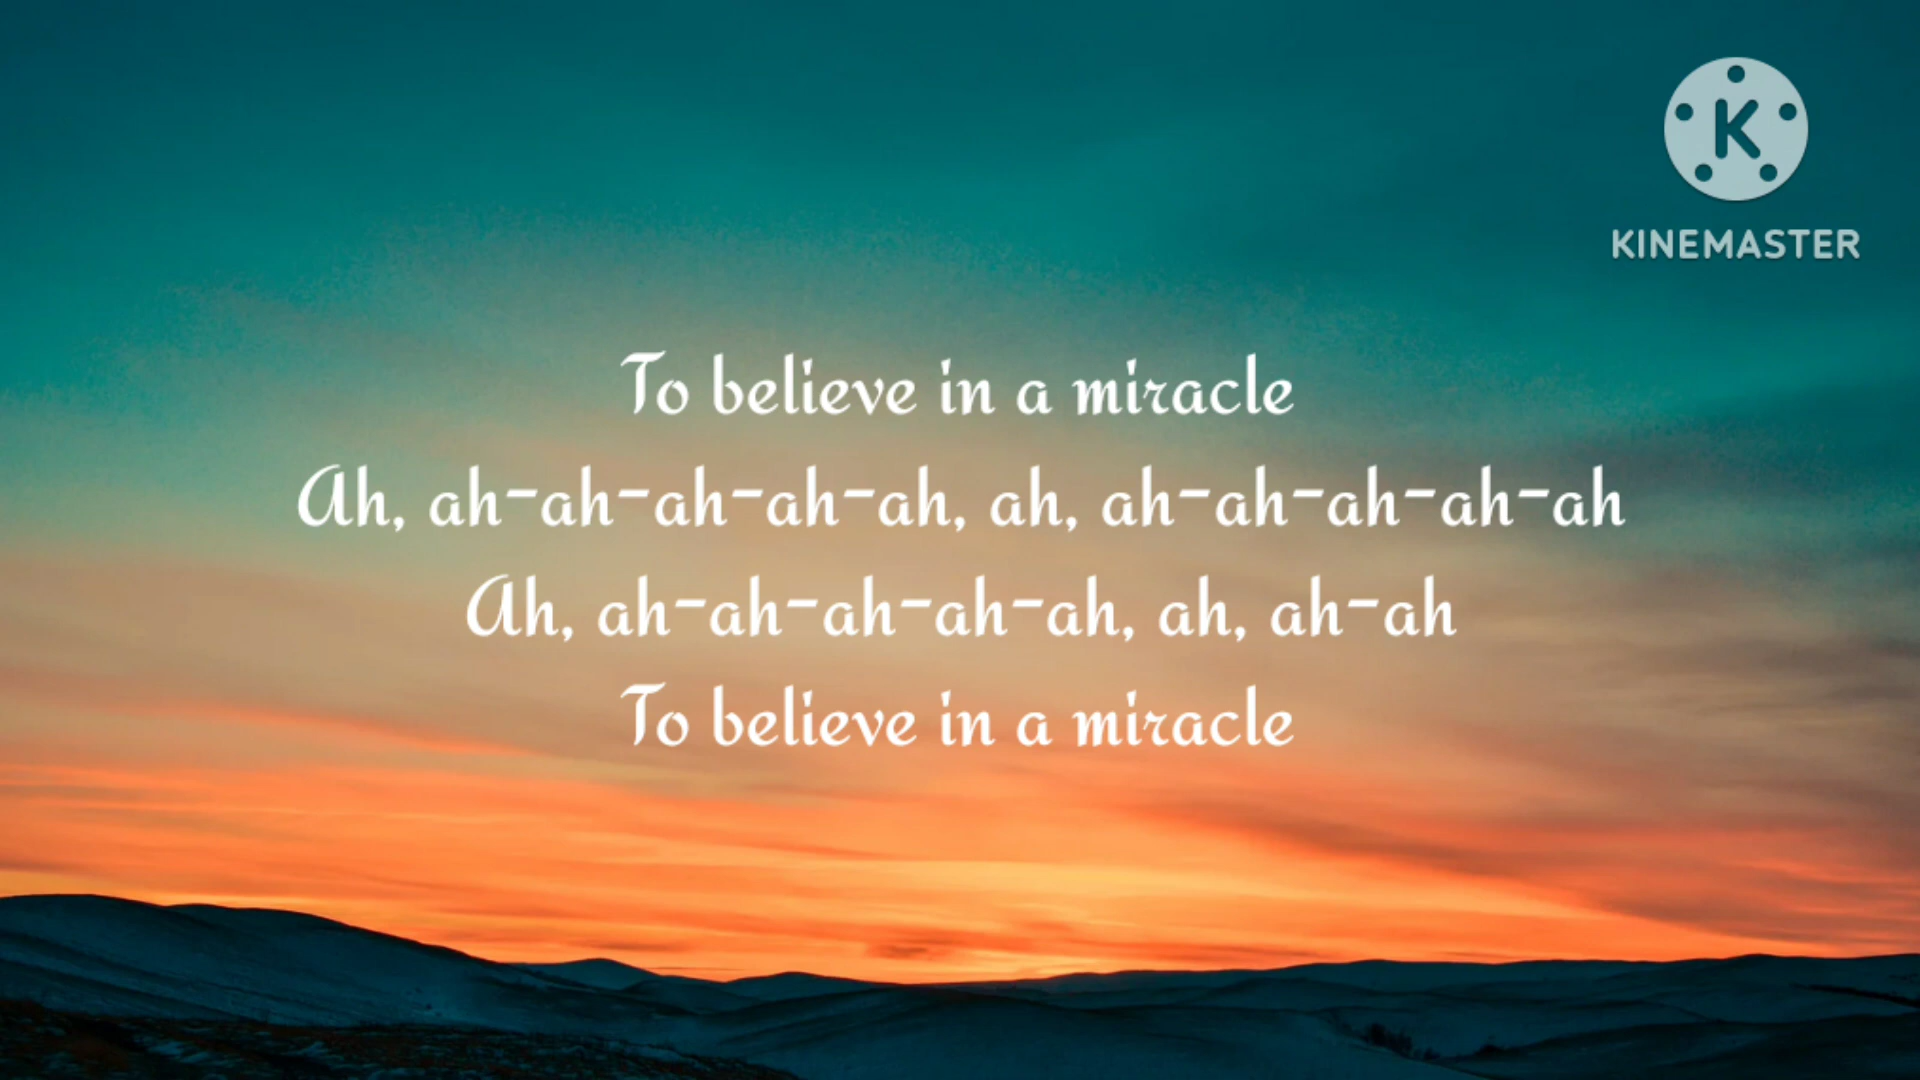 K
KINEMASTER
To believe in a miracle
Ah, ah-ah-ah-ah-ah, ah, ah-ah-ah-ah-ah
Ah, ah-ah-ah-ah-ah, ah, ah-ah
To believe in a miracle